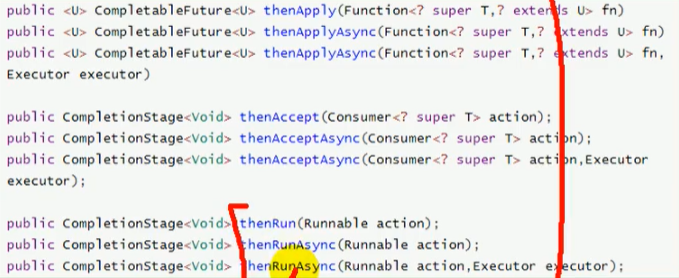 public <U> CompletableFuture<U> thenApply(Function<? super T,? extends U> fn)
public <U> CompletableFuture<U> thenApplyAsync(Function<? super T,? extends U> fn)
public <U> CompletableFuture<U> thenApplyAsync(Function<? super T,? extends U> fn,
Executor executor)
public CompletionStage<Void> thenAccept(Consumer<? super T> action);
public CompletionStage<Void> thenAcceptAsync(Consumer<? super T> action);
public CompletionStage<Void> thenAcceptAsync(Consumer<? super T> action,Executor
executor);
public CompletionStage<Void> thenRun(Runnable action);
public CompletionStage<Void> thenRunAsync(Runnable action);
public CompletionStage<Void> thenRunAsync(Runnable action,Executor executor);